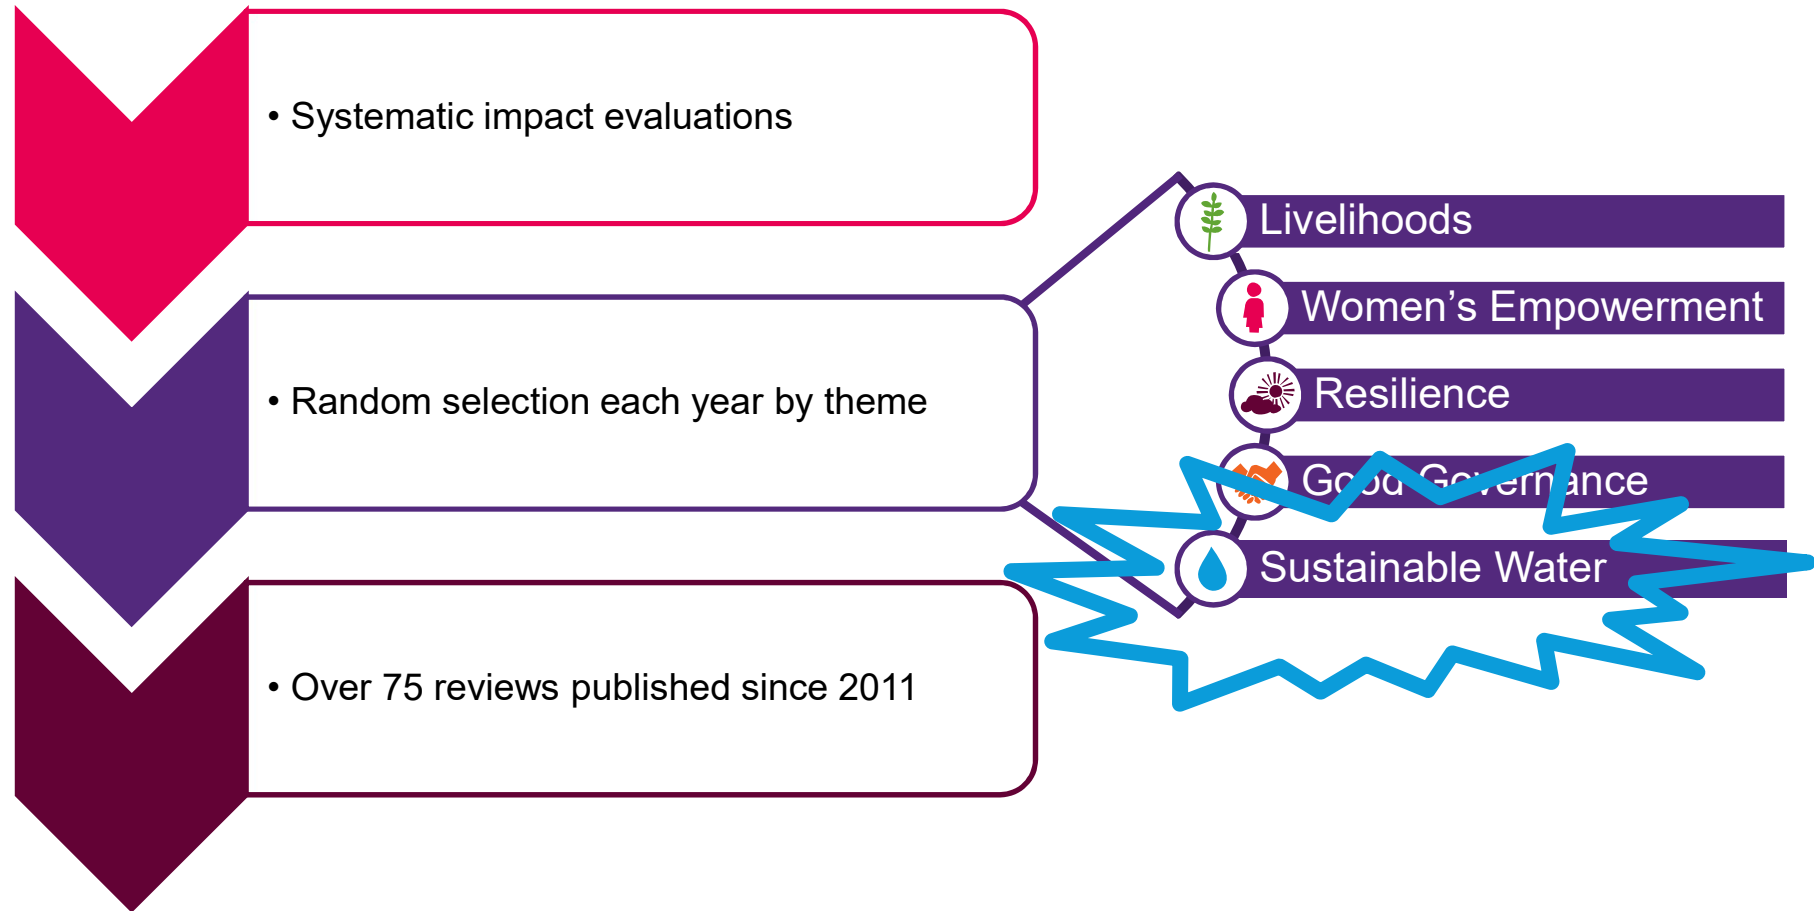 • Systematic impact evaluations
• Random selection each year by theme
• Over 75 reviews published since 2011
Livelihoods
Women’s Empowerment
Resilience
Good Governance
Sustainable Water